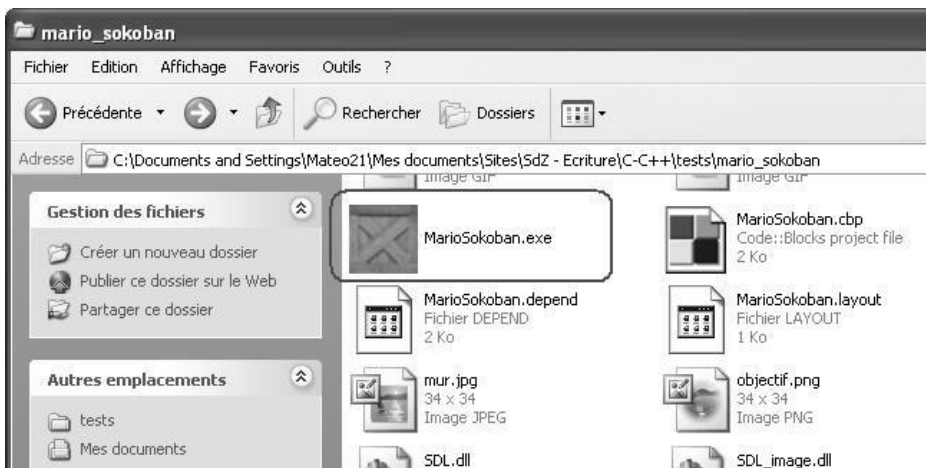 mario_sokoban
Fichier Edition Affichage Favoris Outils ?
Précédente Rechercher Dossiers
Adresse C:\Documents and Settings\Mateo21\Mes documents\Sites\SdZ - Ecriture\C-C++\tests\mario_sokoban
Image GIF
Image GIF
Gestion des fichiers
Créer un nouveau dossier
Publier ce dossier sur le Web
Partager ce dossier
Autres emplacements
tests
Mes documents
MarioSokoban.exe
MarioSokoban.cbp
Code::Blocks project file
2 Ko
MarioSokoban.depend
Fichier DEPEND
2 Ko
MarioSokoban.layout
Fichier LAYOUT
1 Ko
mur.jpg
34 x 34
Image JPEG
objectif.png
34 x 34
Image PNG
SDL.dll
SDL_image.dll